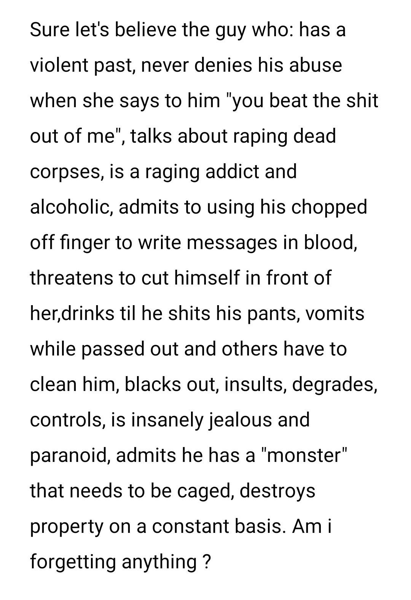 Sure let's believe the guy who: has a
violent past, never denies his abuse
when she says to him "you beat the shit
out of me", talks about raping dead
corpses, is a raging addict and
alcoholic, admits to using his chopped
off finger to write messages in blood,
threatens to cut himself in front of
her,drinks til he shits his pants, vomits
while passed out and others have to
clean him, blacks out, insults, degrades,
controls, is insanely jealous and
paranoid, admits he has a "monster"
that needs to be caged, destroys
property on a constant basis. Am i
forgetting anything ?